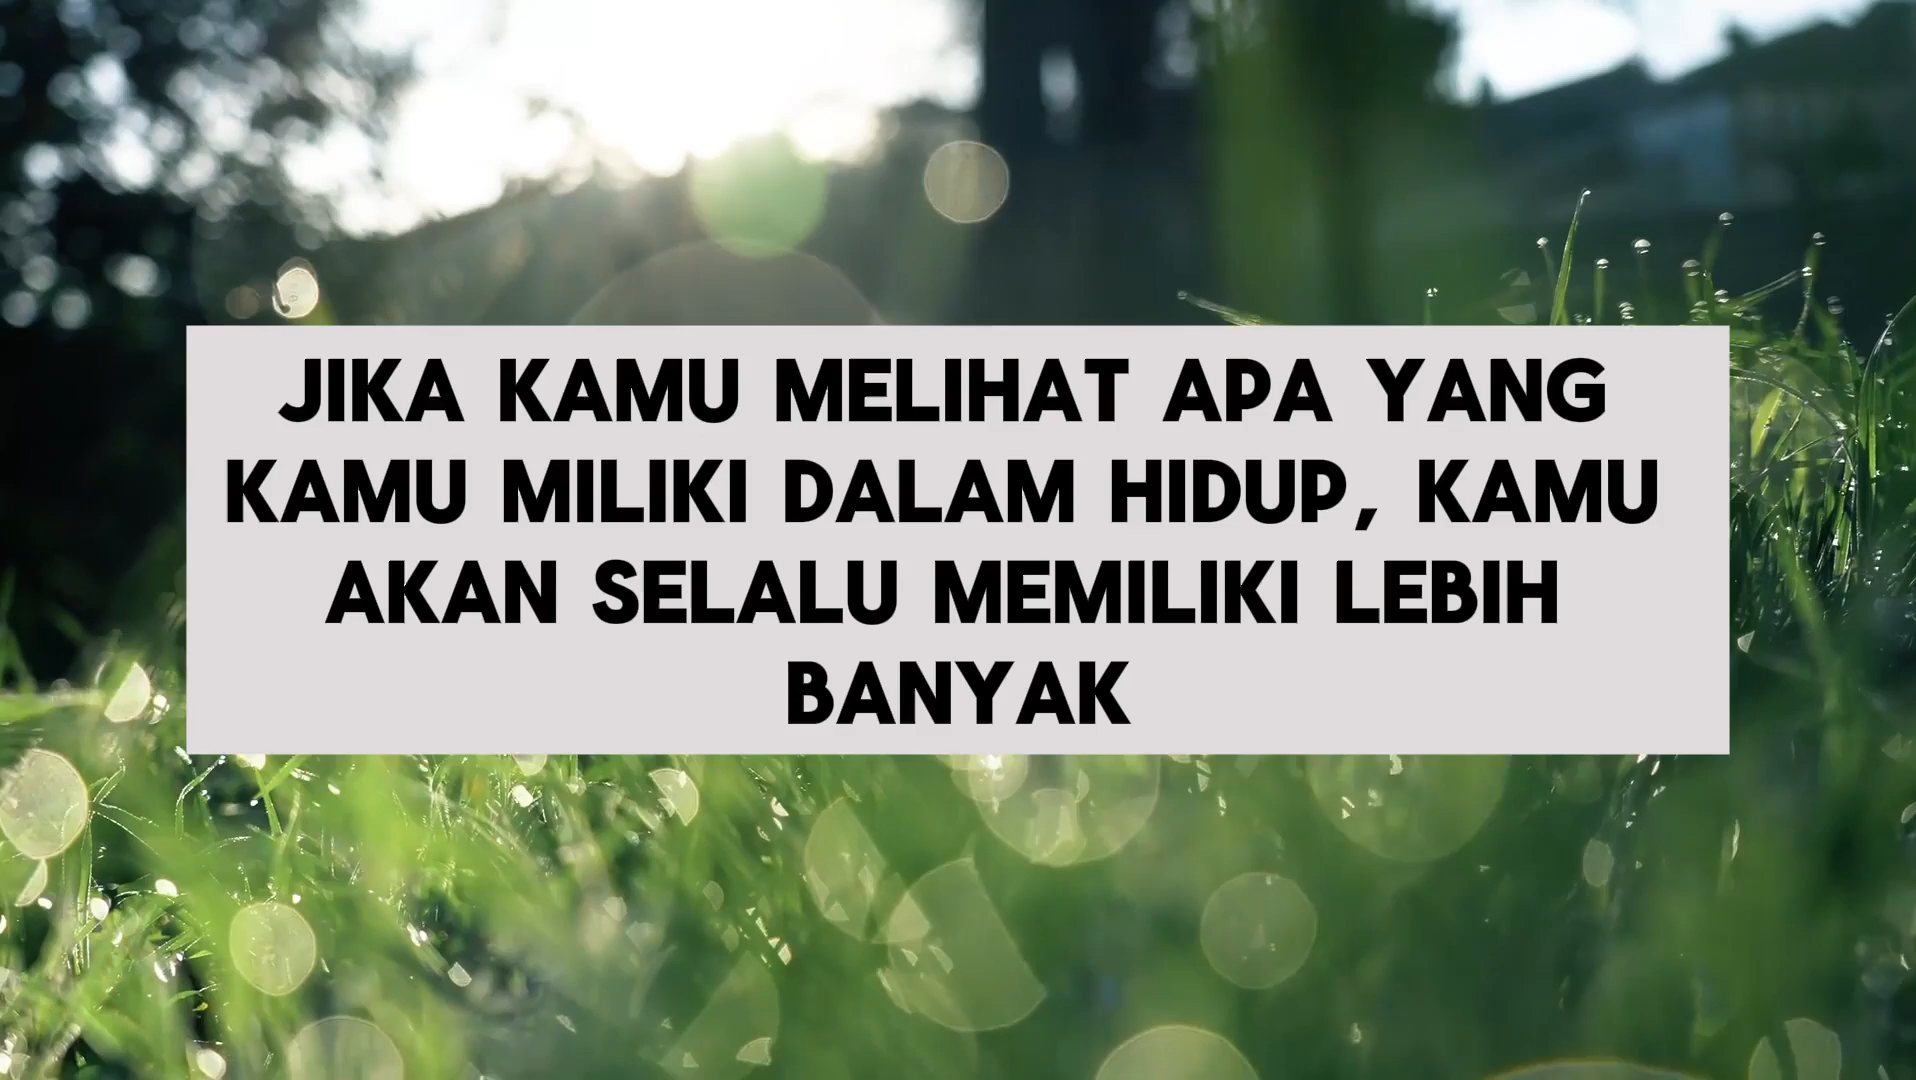 JIKA KAMU MELIHAT APA YANG
KAMU MILIKI DALAM HIDUP, KAMU
AKAN SELALU MEMILIKI LEBIH
BANYAK